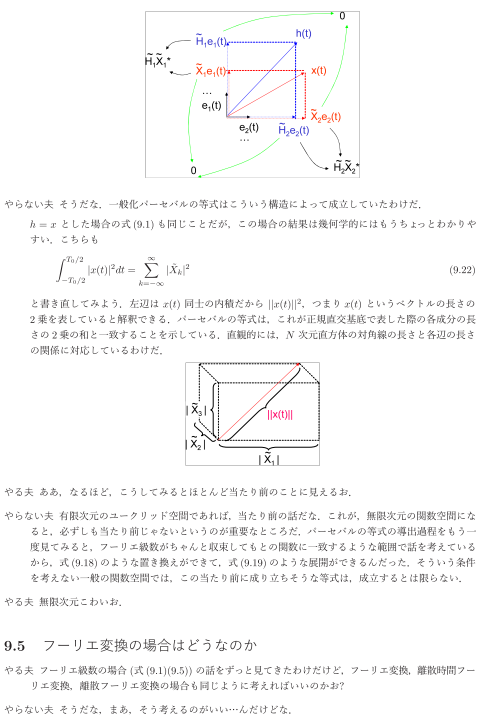 0
h(t)
H̃₁e₁(t)
H̃₁X̃₁*
X̃₁e₁(t)
x(t)
…
e₁(t)
X̃₂e₂(t)
e₂(t)
H̃₂e₂(t)
…
0
H̃₂X̃₂*
やらない夫 そうだな．一般化パーセバルの等式はこういう構造によって成立していたわけだ．
h = x とした場合の式 (9.1) も同じことだが，この場合の結果は幾何学的にはもうちょっとわかりや
すい．こちらも
∫_{-T₀/2}^{T₀/2} |x(t)|²dt = ∑_{k=-∞}^{∞} |X̃ₖ|² (9.22)
と書き直してみよう．左辺は x(t) 同士の内積だから ||x(t)||²，つまり x(t) というベクトルの長さの
2 乗を表していると解釈できる．パーセバルの等式は，これが正規直交基底で表した際の各成分の長
さの 2 乗の和と一致することを示している．直観的には，N 次元直方体の対角線の長さと各辺の長さ
の関係に対応しているわけだ．
| X̃₃ |
||x(t)||
| X̃₂ |
| X̃₁ |
やる夫 ああ，なるほど，こうしてみるとほとんど当たり前のことに見えるお．
やらない夫 有限次元のユークリッド空間であれば，当たり前の話だな．これが，無限次元の関数空間にな
ると，必ずしも当たり前じゃないというのが重要なところだ．パーセバルの等式の導出過程をもう一
度見てみると，フーリエ級数がちゃんと収束してもとの関数に一致するような範囲で話を考えている
から，式 (9.18) のような置き換えができて，式 (9.19) のような展開ができるんだった．そういう条件
を考えない一般の関数空間では，この当たり前に成り立ちそうな等式は，成立するとは限らない．
やる夫 無限次元こわいお．
9.5 フーリエ変換の場合はどうなのか
やる夫 フーリエ級数の場合 (式 (9.1)(9.5)) の話をずっと見てきたわけだけど，フーリエ変換，離散時間フー
リエ変換，離散フーリエ変換の場合も同じように考えればいいのかお?
やらない夫 そうだな．まあ，そう考えるのがいい…んだけどな．